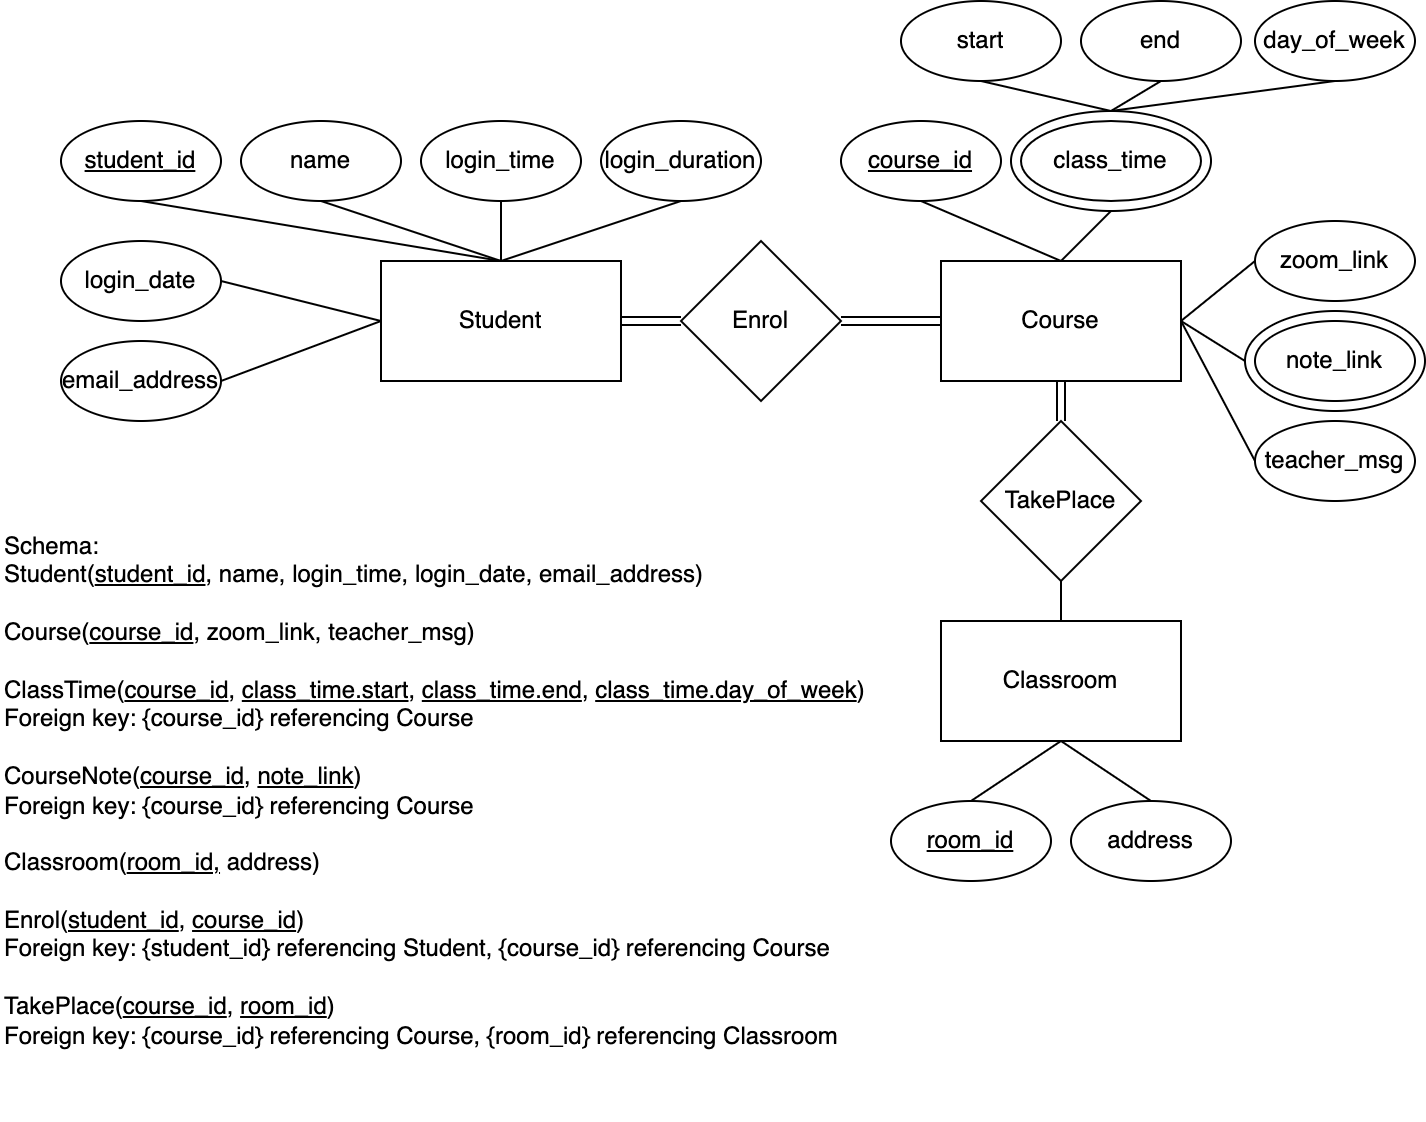 start
end
day_of_week
student_id
name
login_time
login_duration
course_id
class_time
login_date
zoom_link
Student
Enrol
Course
email_address
note_link
teacher_msg
TakePlace
Schema:
Student(student_id, name, login_time, login_date, email_address)
Course(course_id, zoom_link, teacher_msg)
ClassTime(course_id, class_time.start, class_time.end, class_time.day_of_week)
Foreign key: {course_id} referencing Course
CourseNote(course_id, note_link)
Foreign key: {course_id} referencing Course
Classroom(room_id, address)
Enrol(student_id, course_id)
Foreign key: {student_id} referencing Student, {course_id} referencing Course
TakePlace(course_id, room_id)
Foreign key: {course_id} referencing Course, {room_id} referencing Classroom
Classroom
room_id
address